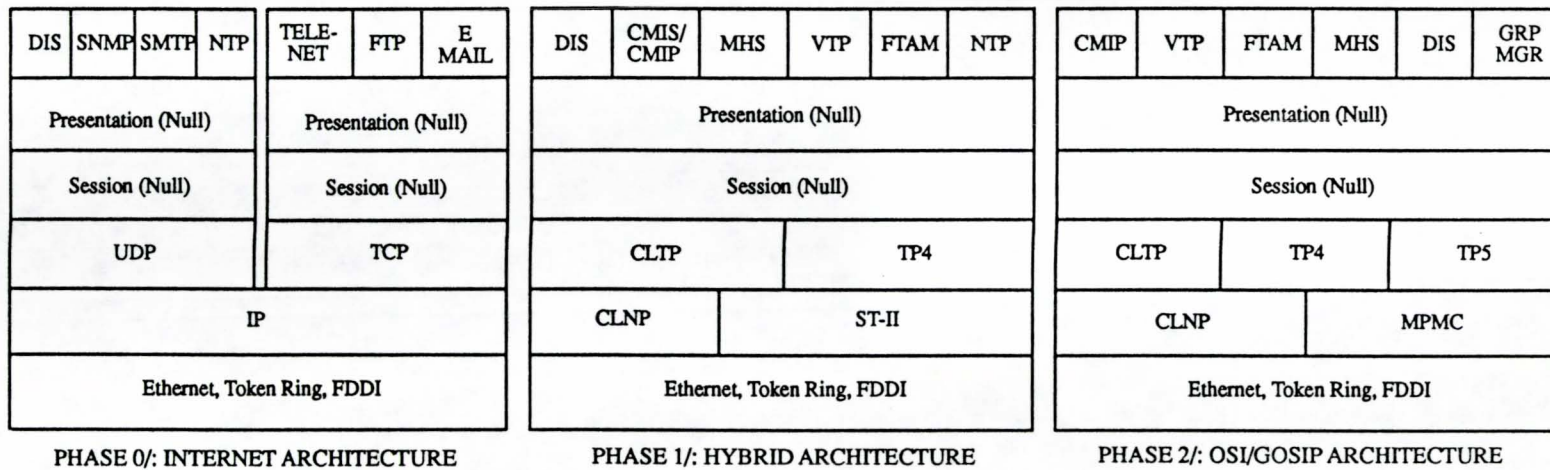 DIS SNMP SMTP NTP TELE-
NET FTP E
MAIL
Presentation (Null) Presentation (Null)
Session (Null) Session (Null)
UDP TCP
IP
Ethernet, Token Ring, FDDI
PHASE 0/: INTERNET ARCHITECTURE
DIS CMIS/
CMIP MHS VTP FTAM NTP
Presentation (Null)
Session (Null)
CLTP TP4
CLNP ST-II
Ethernet, Token Ring, FDDI
PHASE 1/: HYBRID ARCHITECTURE
CMIP VTP FTAM MHS DIS GRP
MGR
Presentation (Null)
Session (Null)
CLTP TP4 TP5
CLNP MPMC
Ethernet, Token Ring, FDDI
PHASE 2/: OSI/GOSIP ARCHITECTURE